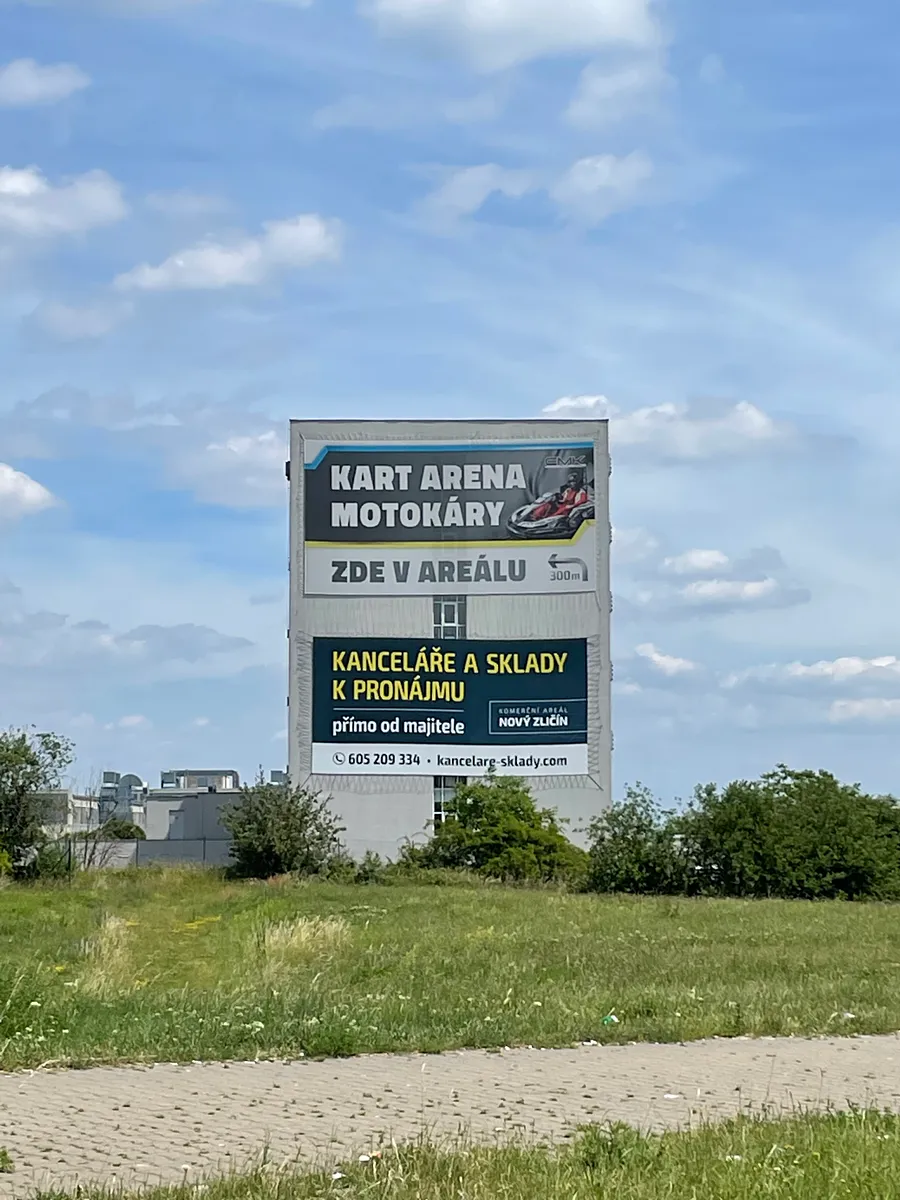 CMK
KART ARENA
MOTOKÁRY
ZDE V AREÁLU
300m
KANCELÁŘE A SKLADY
K PRONÁJMU
přímo od majitele
KOMERČNÍ AREÁL
NOVÝ ZLIČÍN
605 209 334 • kancelare-sklady.com